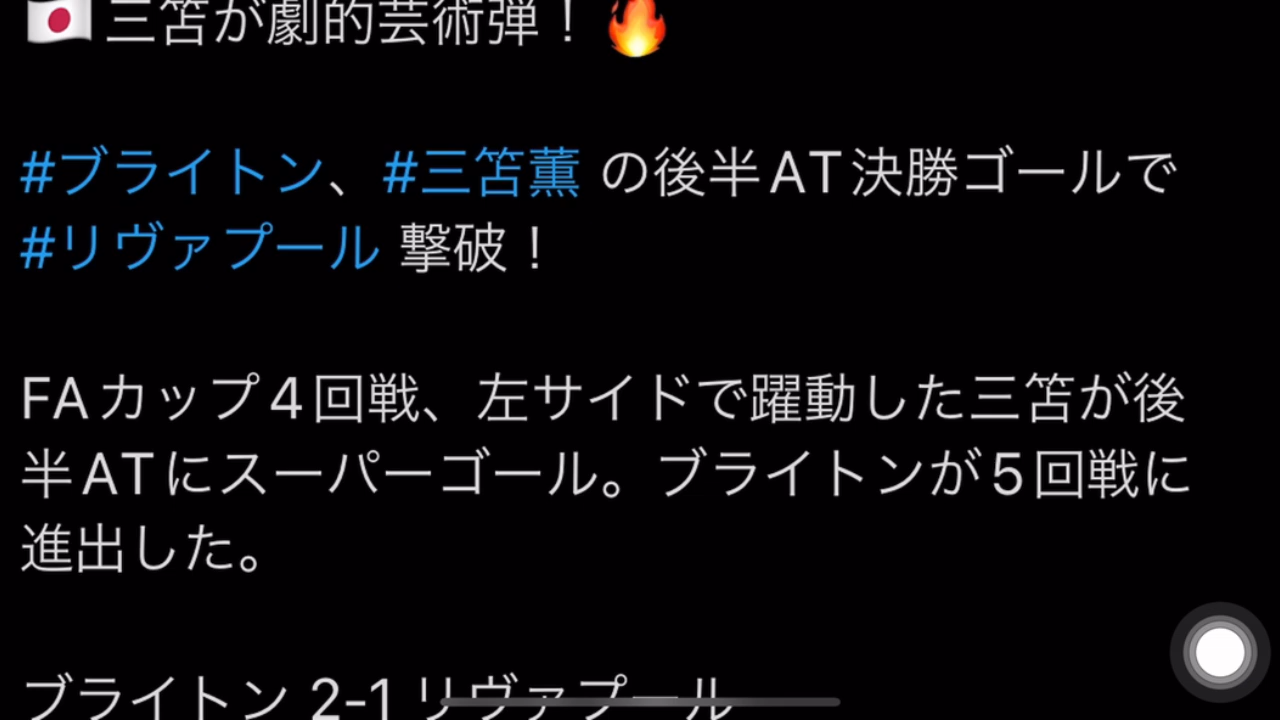 🇯🇵三笘が劇的芸術弾！🔥
#ブライトン、#三笘薫 の後半AT決勝ゴールで
#リヴァプール 撃破！
FAカップ4回戦、左サイドで躍動した三笘が後
半ATにスーパーゴール。ブライトンが5回戦に
進出した。
ブライトン 2-1 リヴァプール